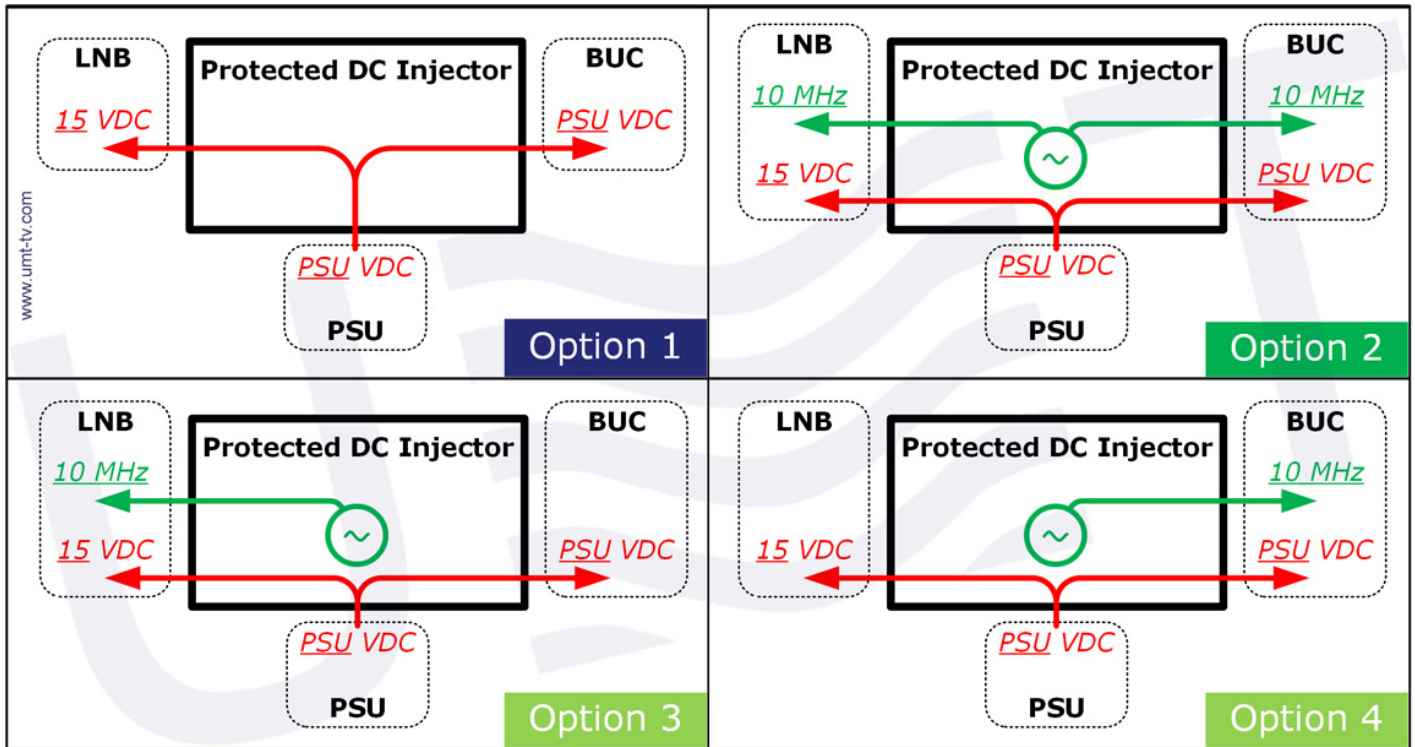 LNB
Protected DC Injector
BUC
15 VDC
PSU VDC
PSU VDC
PSU
www.umt-tv.com
Option 1
LNB
Protected DC Injector
BUC
10 MHz
10 MHz
~
15 VDC
PSU VDC
PSU VDC
PSU
Option 2
LNB
Protected DC Injector
BUC
10 MHz
~
15 VDC
PSU VDC
PSU VDC
PSU
Option 3
LNB
Protected DC Injector
BUC
10 MHz
~
15 VDC
PSU VDC
PSU VDC
PSU
Option 4